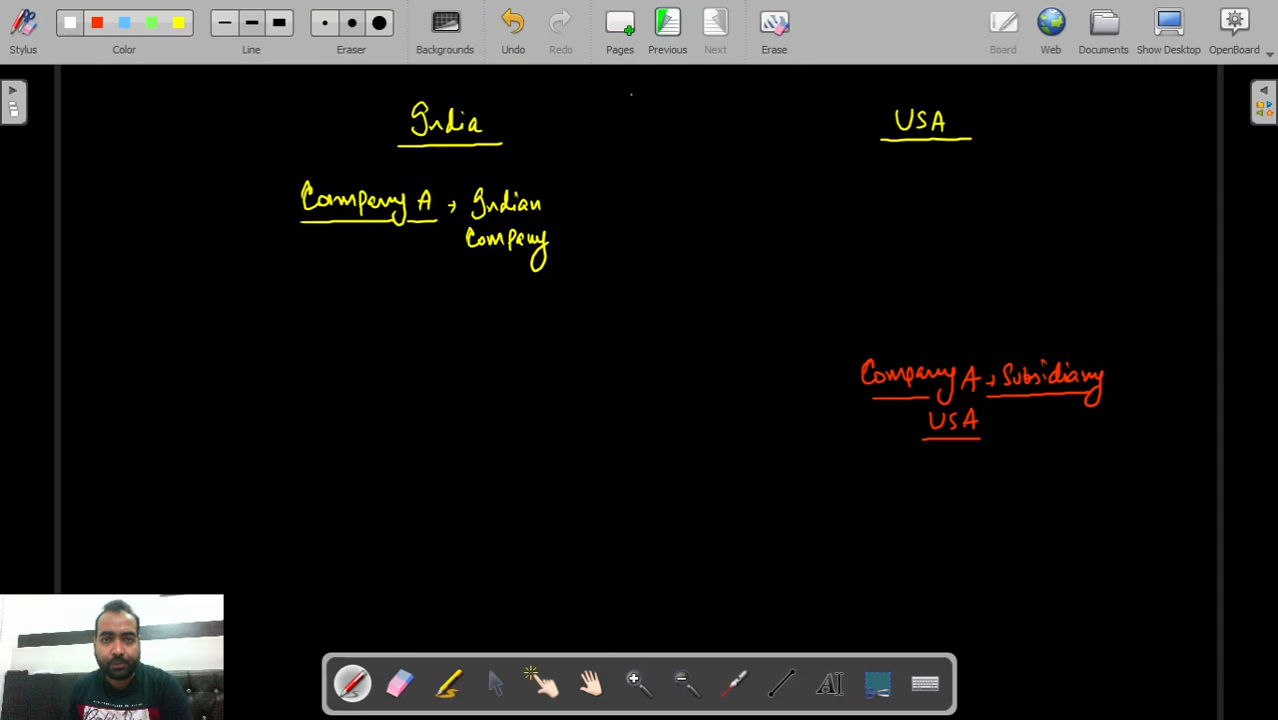 Stylus
Color
Line
Eraser
Backgrounds
Undo
Redo
Pages
Previous
Next
Erase
Board
Web
Documents
Show Desktop
OpenBoard
India
USA
Company A → Indian
Company
Company A → Subsidiary
USA
AI